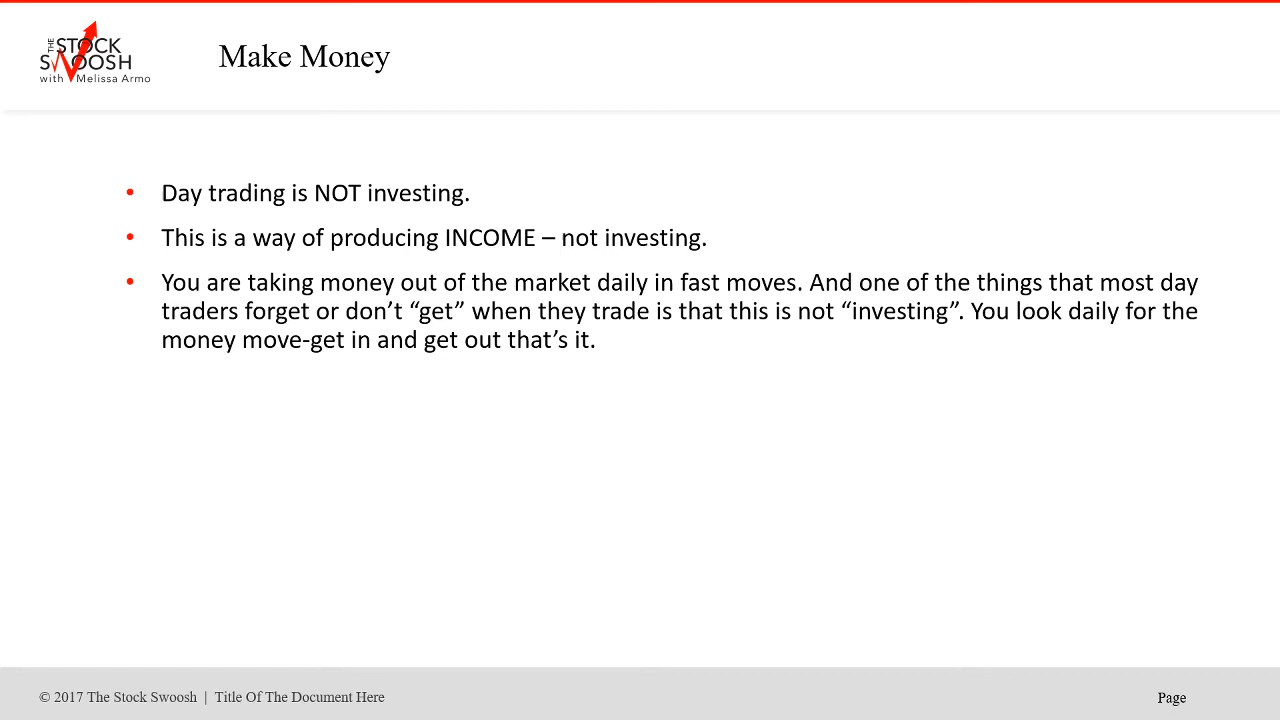 THE STOCK
SWOOSH
with Melissa Armo
Make Money
• Day trading is NOT investing.
• This is a way of producing INCOME – not investing.
• You are taking money out of the market daily in fast moves. And one of the things that most day
traders forget or don’t “get” when they trade is that this is not “investing”. You look daily for the
money move-get in and get out that’s it.
© 2017 The Stock Swoosh | Title Of The Document Here
Page